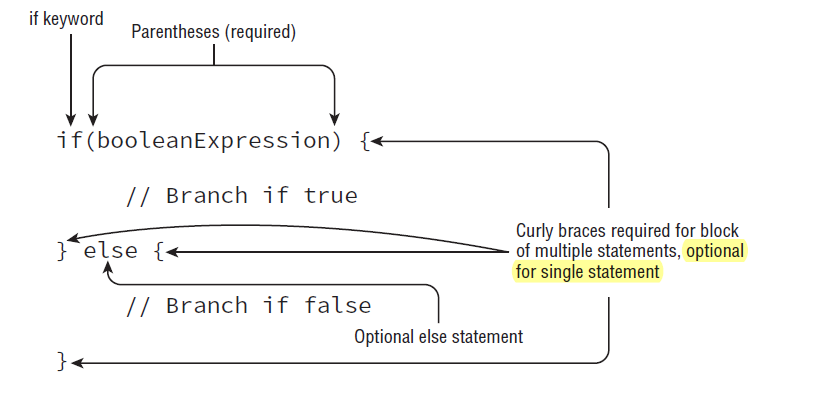 if keyword
Parentheses (required)
if(booleanExpression) {
// Branch if true
} else {
Curly braces required for block
of multiple statements, optional
for single statement
// Branch if false
Optional else statement
}